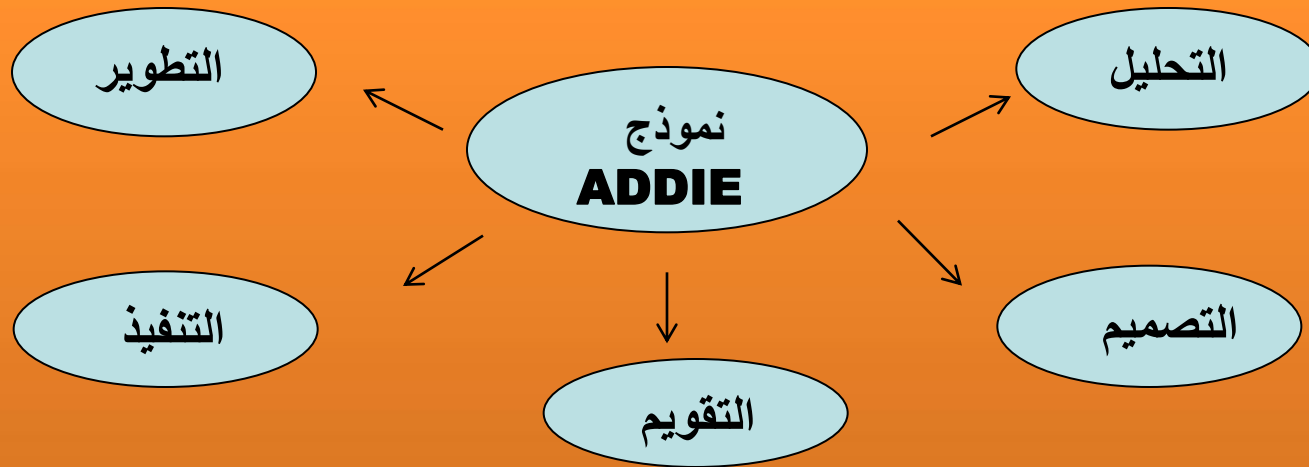 التحليل
التطوير
نموذج
ADDIE
التصميم
التنفيذ
التقويم